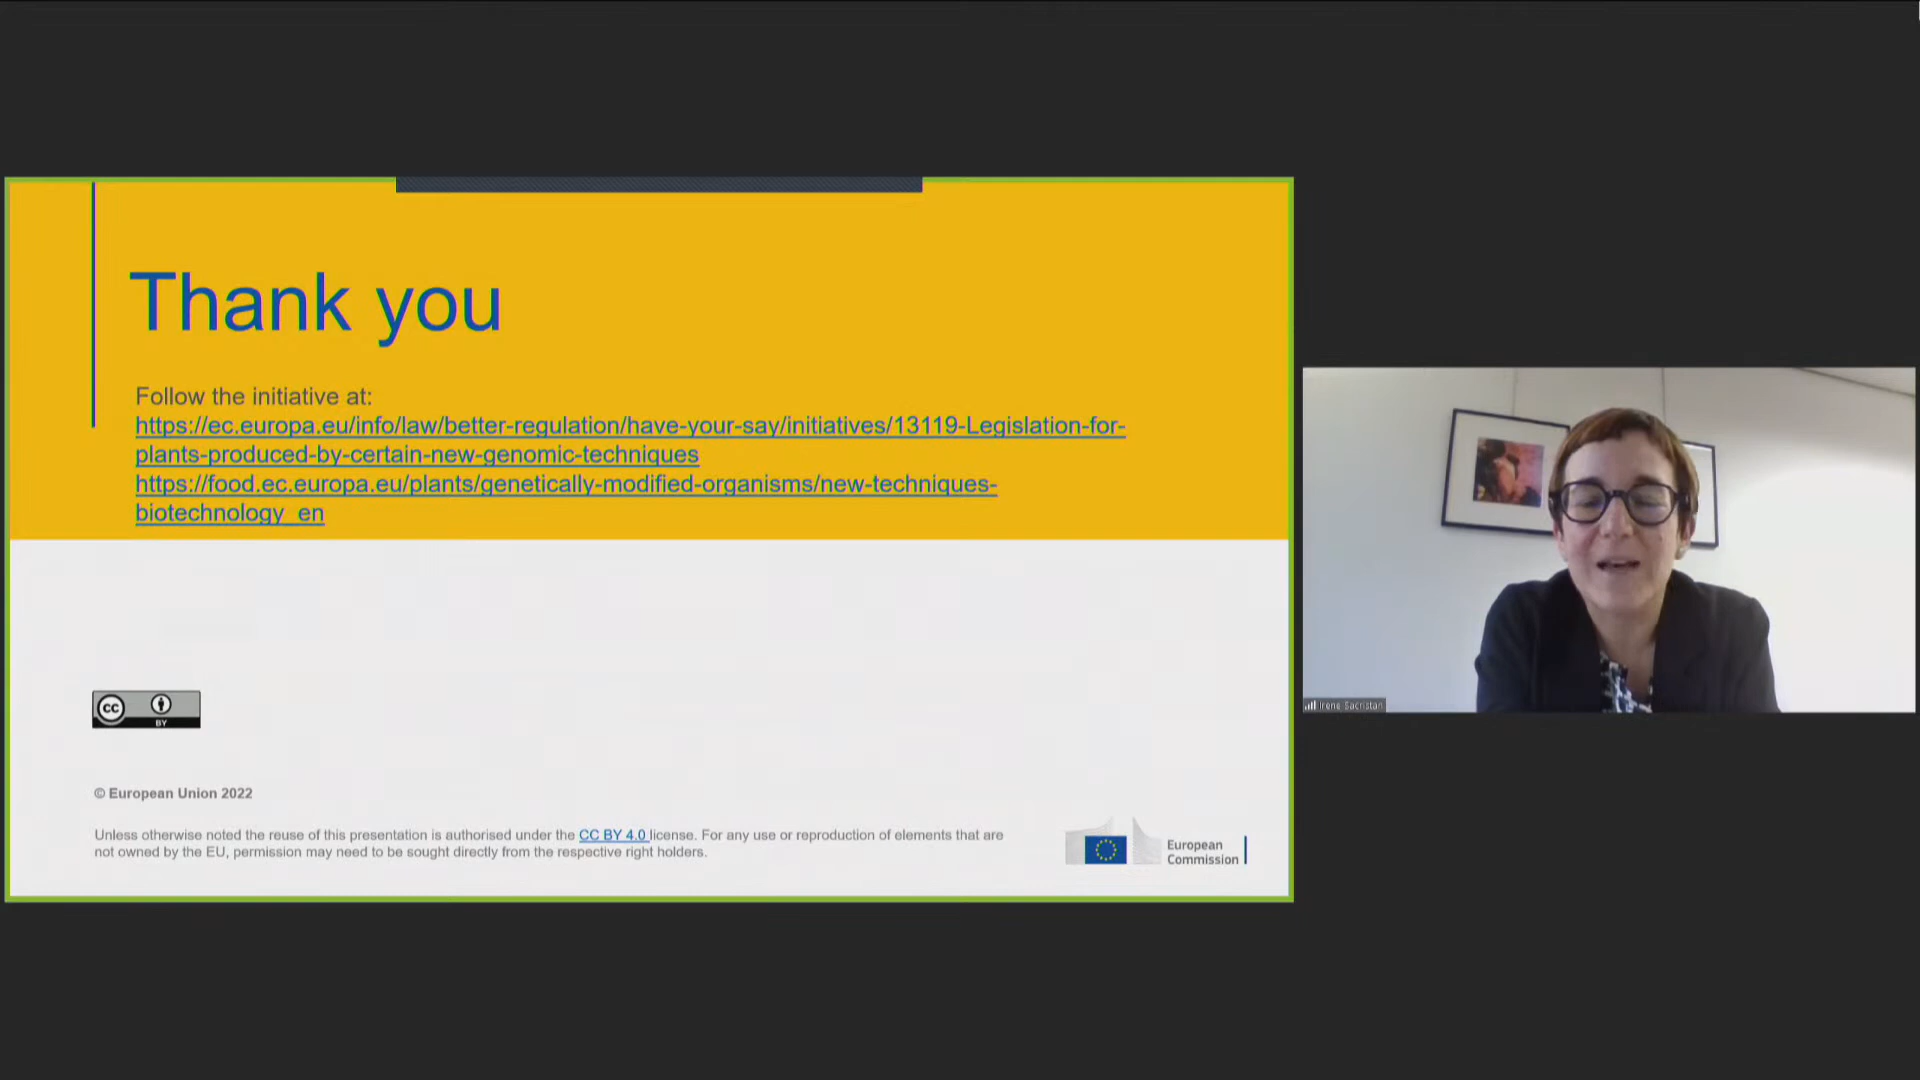 Thank you
Follow the initiative at:
https://ec.europa.eu/info/law/better-regulation/have-your-say/initiatives/13119-Legislation-for-
plants-produced-by-certain-new-genomic-techniques
https://food.ec.europa.eu/plants/genetically-modified-organisms/new-techniques-
biotechnology_en
cc
BY
© European Union 2022
Unless otherwise noted the reuse of this presentation is authorised under the CC BY 4.0 license. For any use or reproduction of elements that are
not owned by the EU, permission may need to be sought directly from the respective right holders.
European
Commission
Irene Sacristan